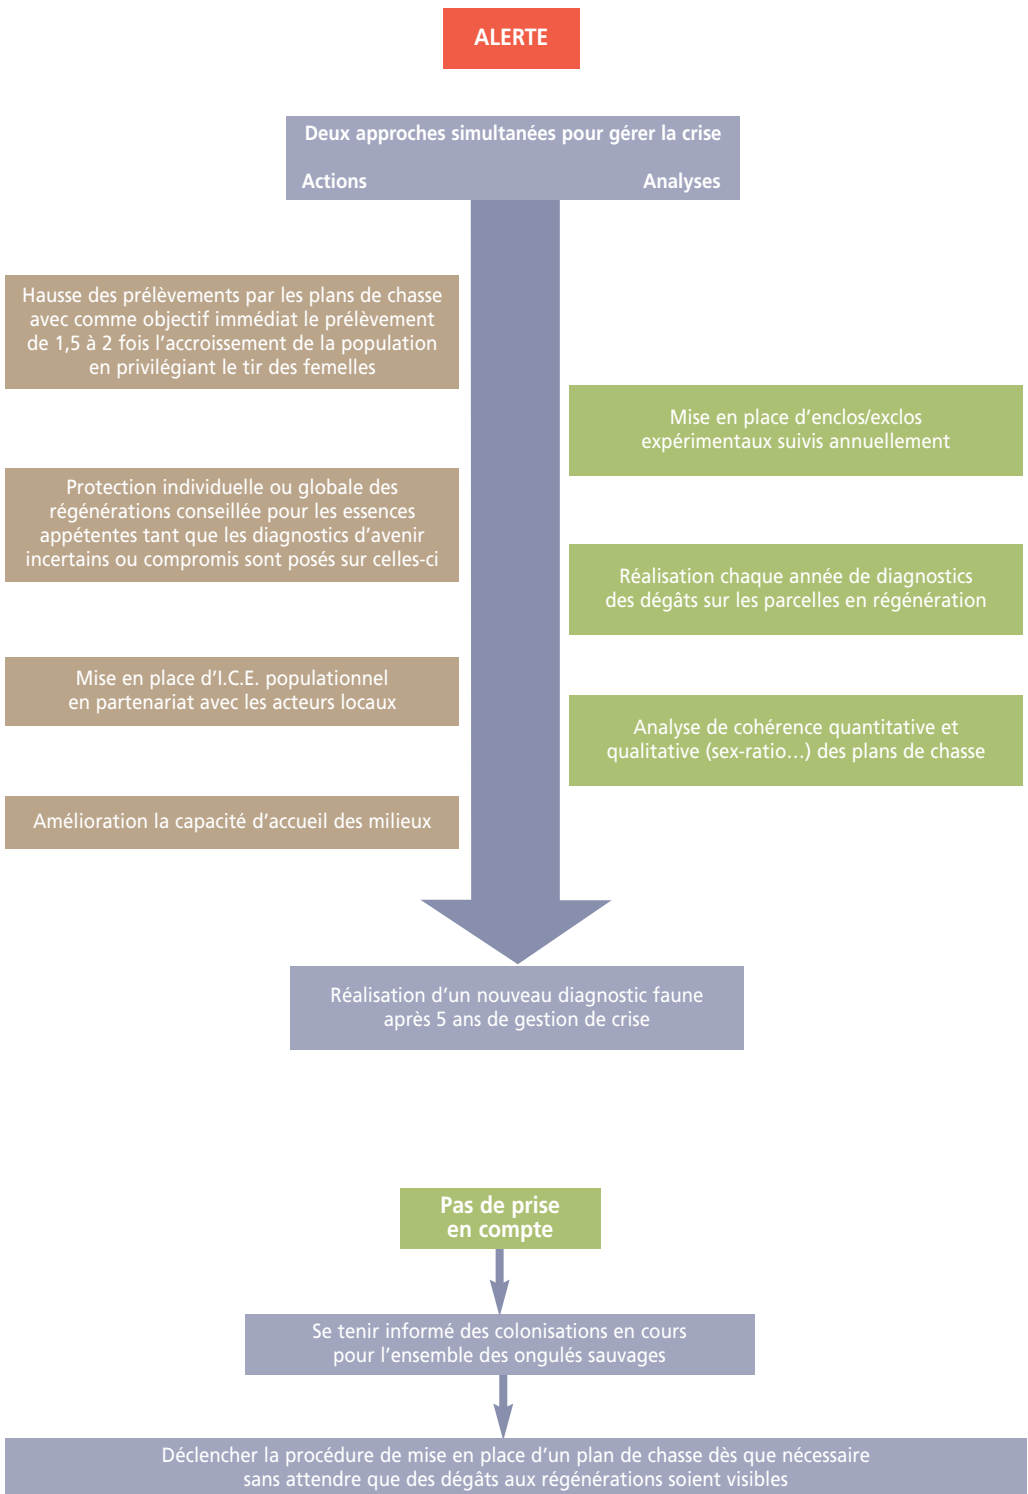 ALERTE
Deux approches simultanées pour gérer la crise
Actions
Analyses
Hausse des prélèvements par les plans de chasse
avec comme objectif immédiat le prélèvement
de 1,5 à 2 fois l’accroissement de la population
en privilégiant le tir des femelles
Protection individuelle ou globale des
régénérations conseillée pour les essences
appétentes tant que les diagnostics d’avenir
incertains ou compromis sont posés sur celles-ci
Mise en place d’I.C.E. populationnel
en partenariat avec les acteurs locaux
Amélioration la capacité d’accueil des milieux
Mise en place d’enclos/exclos
expérimentaux suivis annuellement
Réalisation chaque année de diagnostics
des dégâts sur les parcelles en régénération
Analyse de cohérence quantitative et
qualitative (sex-ratio…) des plans de chasse
Réalisation d’un nouveau diagnostic faune
après 5 ans de gestion de crise
Pas de prise
en compte
Se tenir informé des colonisations en cours
pour l’ensemble des ongulés sauvages
Déclencher la procédure de mise en place d’un plan de chasse dès que nécessaire
sans attendre que des dégâts aux régénérations soient visibles